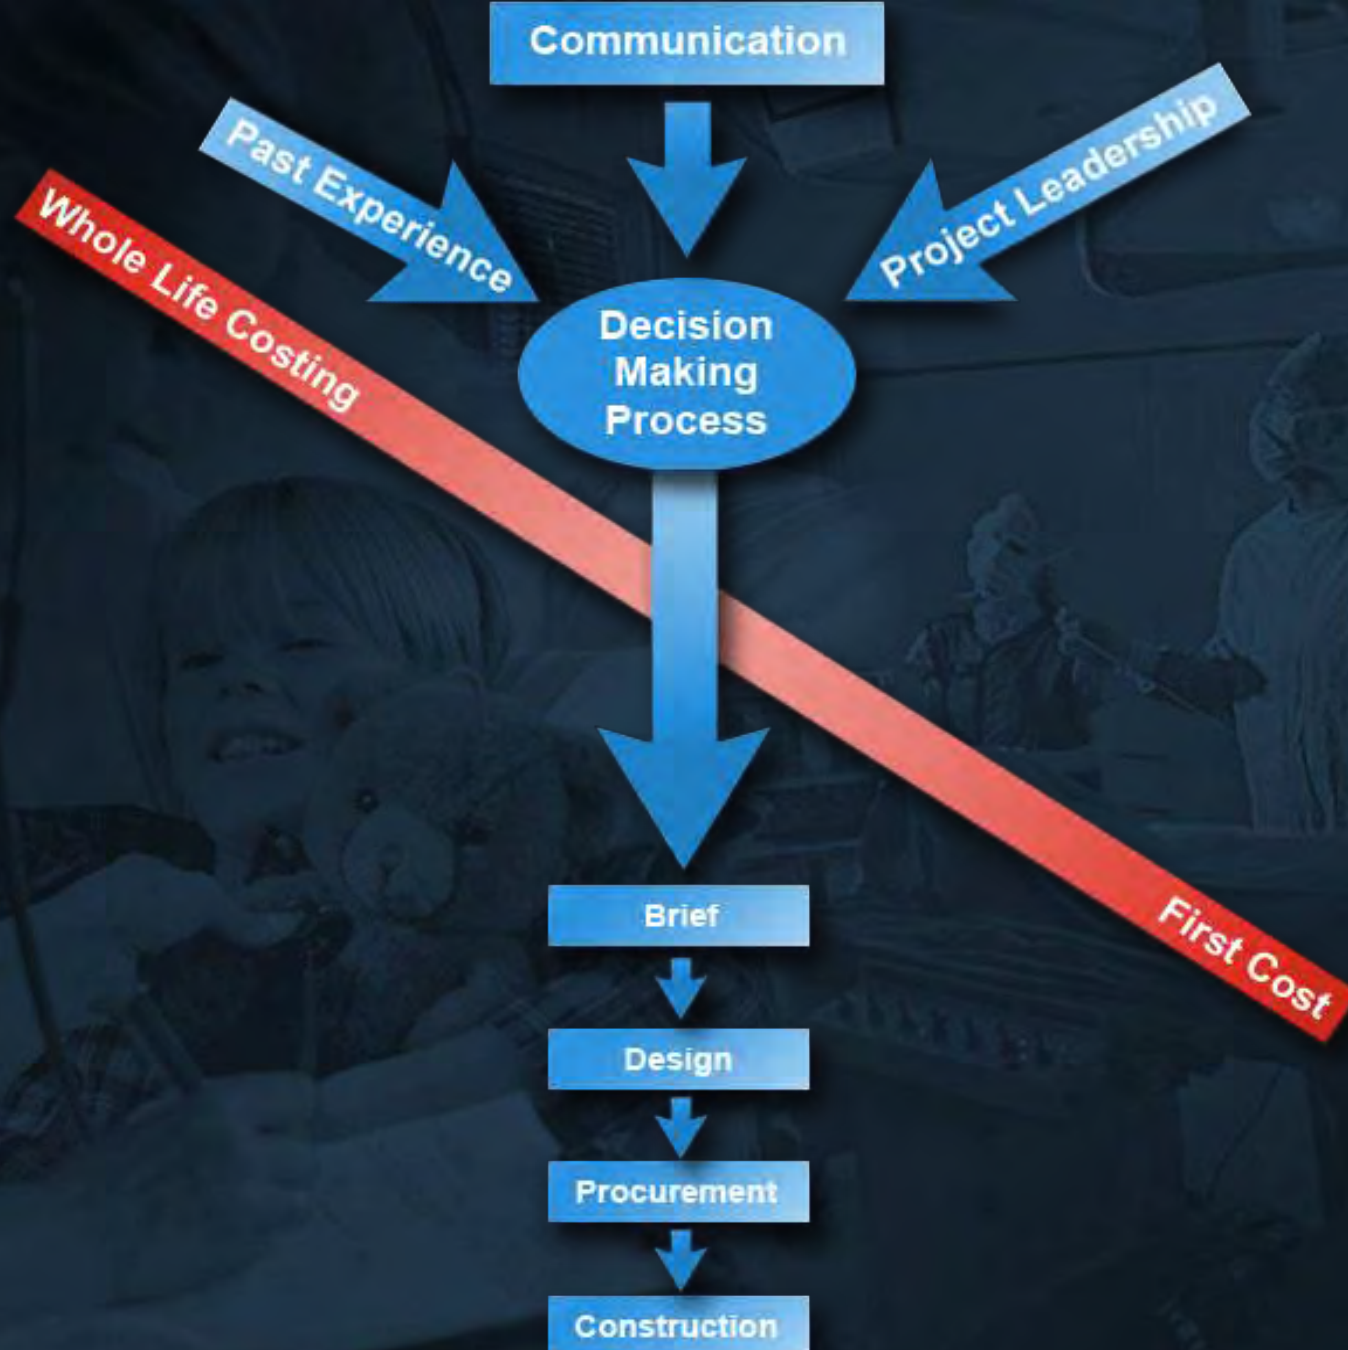 Communication
Past Experience
Project Leadership
Whole Life Costing
Decision
Making
Process
First Cost
Brief
Design
Procurement
Construction